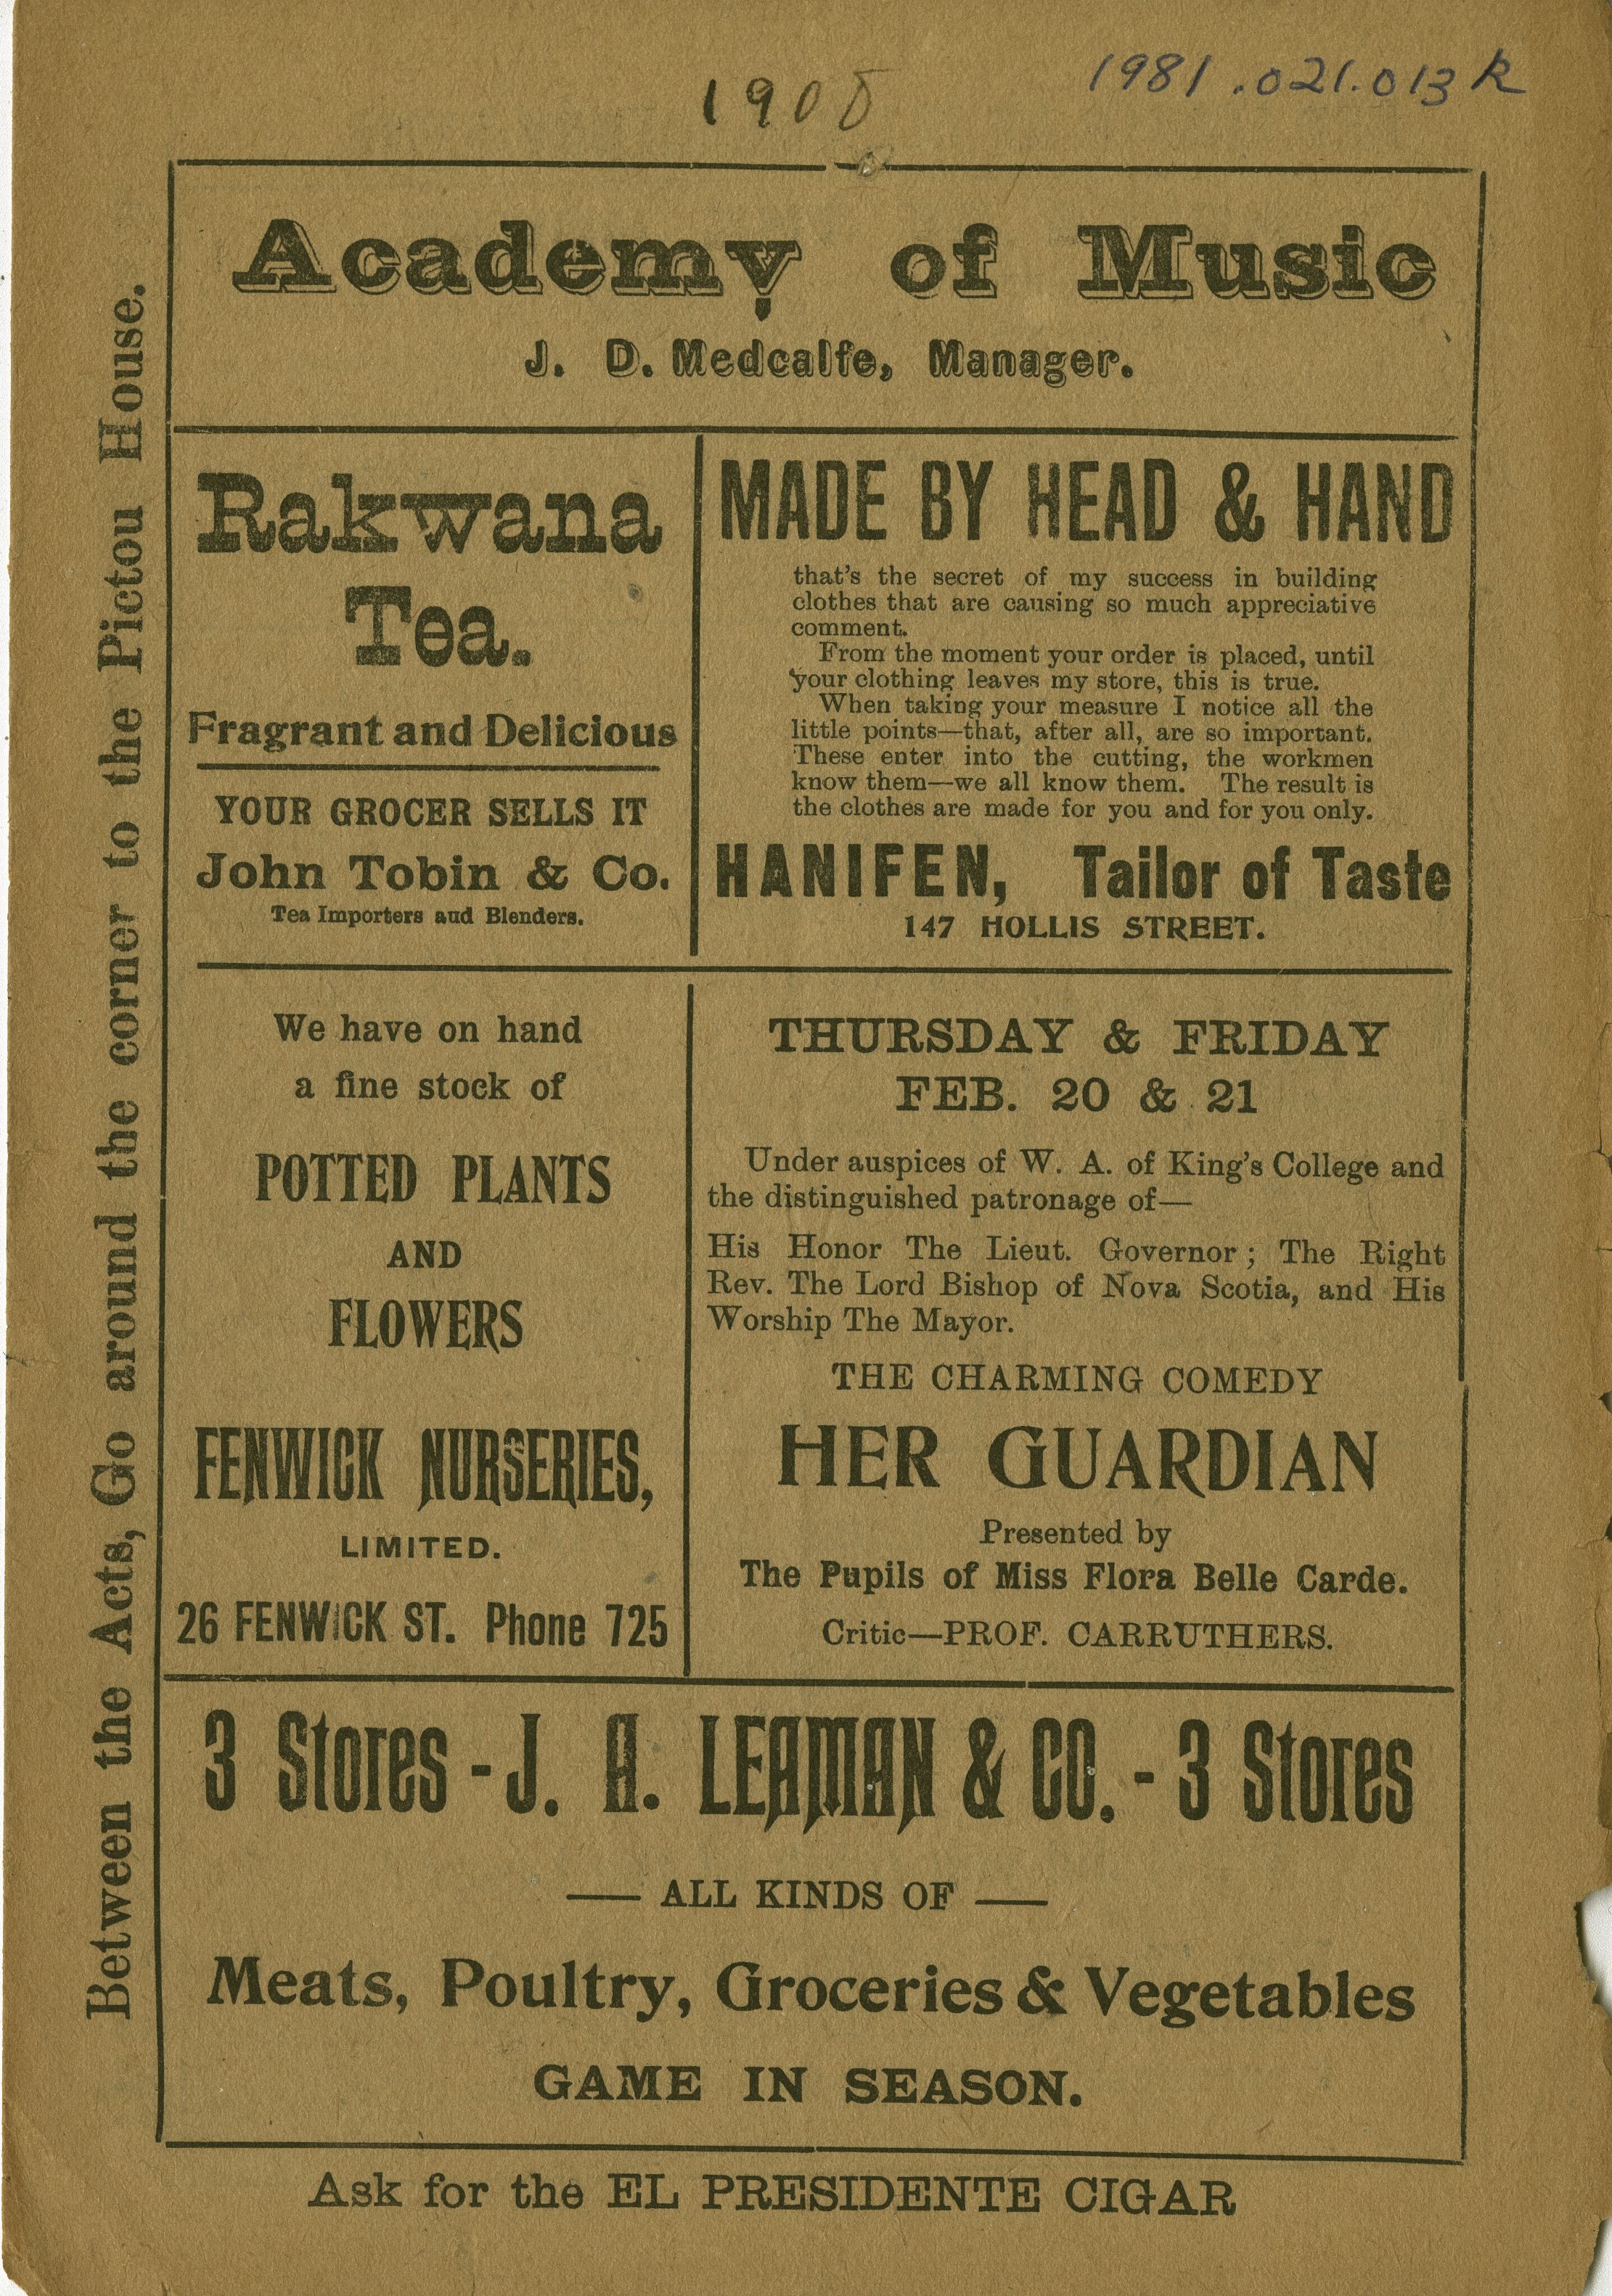 1908
1981.021.013 R
Academy of Music
J. D. Medcalfe, Manager.
Between the Acts, Go around the corner to the Pictou House.
Rakwana
Tea.
Fragrant and Delicious
YOUR GROCER SELLS IT
John Tobin & Co.
Tea Importers aud Blenders.
MADE BY HEAD & HAND
that's the secret of my success in building
clothes that are causing so much appreciative
comment.
From the moment your order is placed, until
your clothing leaves my store, this is true.
When taking your measure I notice all the
little points—that, after all, are so important.
These enter into the cutting, the workmen
know them—we all know them. The result is
the clothes are made for you and for you only.
HANIFEN, Tailor of Taste
147 HOLLIS STREET.
We have on hand
a fine stock of
POTTED PLANTS
AND
FLOWERS
FENWICK NURSERIES,
LIMITED.
26 FENWICK ST. Phone 725
THURSDAY & FRIDAY
FEB. 20 & 21
Under auspices of W. A. of King's College and
the distinguished patronage of—
His Honor The Lieut. Governor; The Right
Rev. The Lord Bishop of Nova Scotia, and His
Worship The Mayor.
THE CHARMING COMEDY
HER GUARDIAN
Presented by
The Pupils of Miss Flora Belle Carde.
Critic—PROF. CARRUTHERS.
3 Stores - J. A. LEAMAN & CO. - 3 Stores
— ALL KINDS OF —
Meats, Poultry, Groceries & Vegetables
GAME IN SEASON.
Ask for the EL PRESIDENTE CIGAR